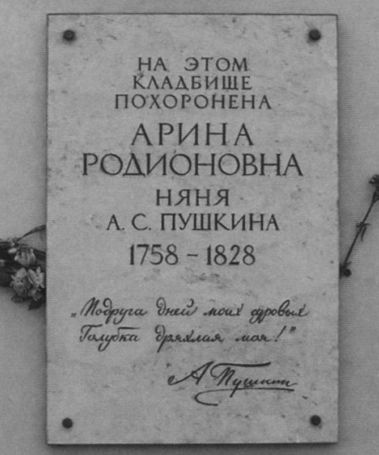 НА ЭТОМ
КЛАДБИЩЕ
ПОХОРОНЕНА
АРИНА
РОДИОНОВНА
НЯНЯ
А. С. ПУШКИНА
1758 – 1828
„Подруга дней моих суровых
Голубка дряхлая моя!"
А. Пушкин